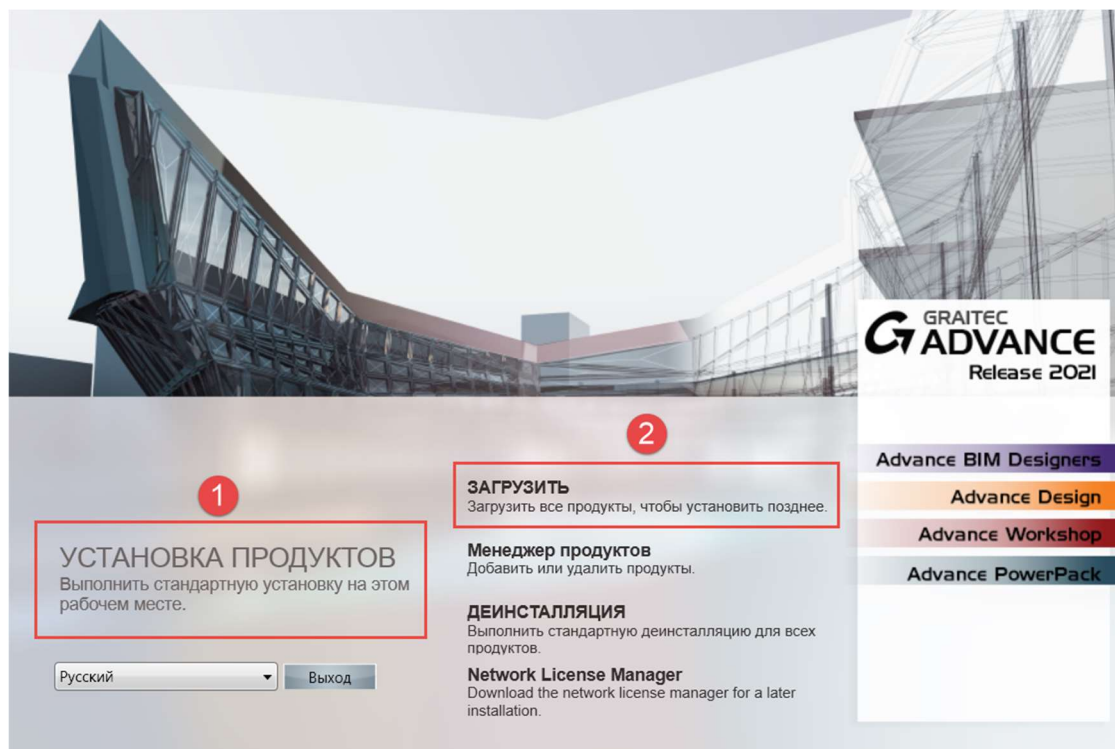 GRAITEC
ADVANCE
Release 2021
1
УСТАНОВКА ПРОДУКТОВ
Выполнить стандартную установку на этом
рабочем месте.
Русский
Выход
2
ЗАГРУЗИТЬ
Загрузить все продукты, чтобы установить позднее.
Менеджер продуктов
Добавить или удалить продукты.
ДЕИНСТАЛЛЯЦИЯ
Выполнить стандартную деинсталляцию для всех
продуктов.
Network License Manager
Download the network license manager for a later
installation.
Advance BIM Designers
Advance Design
Advance Workshop
Advance PowerPack